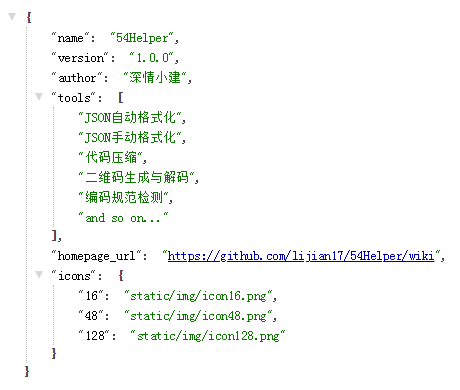 {
"name": "54Helper",
"version": "1.0.0",
"author": "深情小建",
"tools": [
"JSON自动格式化",
"JSON手动格式化",
"代码压缩",
"二维码生成与解码",
"编码规范检测",
"and so on..."
],
"homepage_url": "https://github.com/lijian17/54Helper/wiki",
"icons": {
"16": "static/img/icon16.png",
"48": "static/img/icon48.png",
"128": "static/img/icon128.png"
}
}